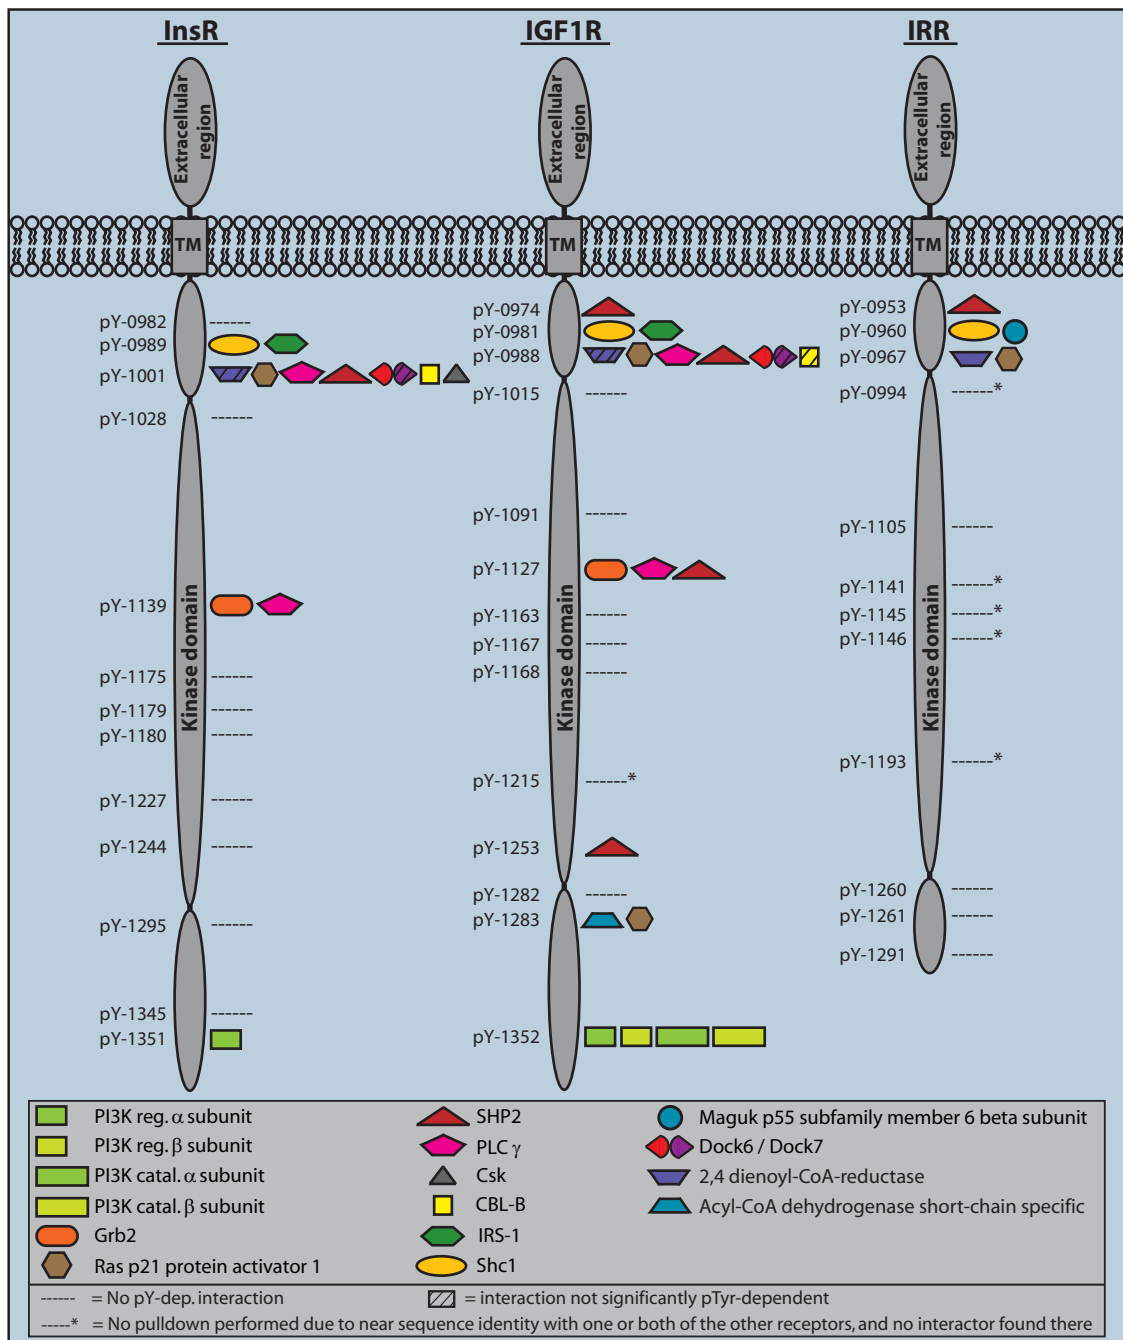 InsR IGF1R IRR
Extracellular region
Extracellular region
Extracellular region
TM TM TM
pY-0982 ------
pY-0989
pY-1001
pY-1028 ------
pY-1139
pY-1175 ------
pY-1179 ------
pY-1180 ------
pY-1227 ------
pY-1244 ------
pY-1295 ------
pY-1345 ------
pY-1351
Kinase domain
pY-0974
pY-0981
pY-0988
pY-1015 ------
pY-1091 ------
pY-1127
pY-1163 ------
pY-1167 ------
pY-1168 ------
pY-1215 ------*
pY-1253
pY-1282 ------
pY-1283
pY-1352
Kinase domain
pY-0953
pY-0960
pY-0967
pY-0994 ------*
pY-1105 ------
pY-1141 ------*
pY-1145 ------*
pY-1146 ------*
pY-1193 ------*
pY-1260 ------
pY-1261 ------
pY-1291 ------
Kinase domain
PI3K reg. α subunit
PI3K reg. β subunit
PI3K catal. α subunit
PI3K catal. β subunit
Grb2
Ras p21 protein activator 1
SHP2
PLC γ
Csk
CBL-B
IRS-1
Shc1
Maguk p55 subfamily member 6 beta subunit
Dock6 / Dock7
2,4 dienoyl-CoA-reductase
Acyl-CoA dehydrogenase short-chain specific
------ = No pY-dep. interaction
= interaction not significantly pTyr-dependent
-----* = No pulldown performed due to near sequence identity with one or both of the other receptors, and no interactor found there